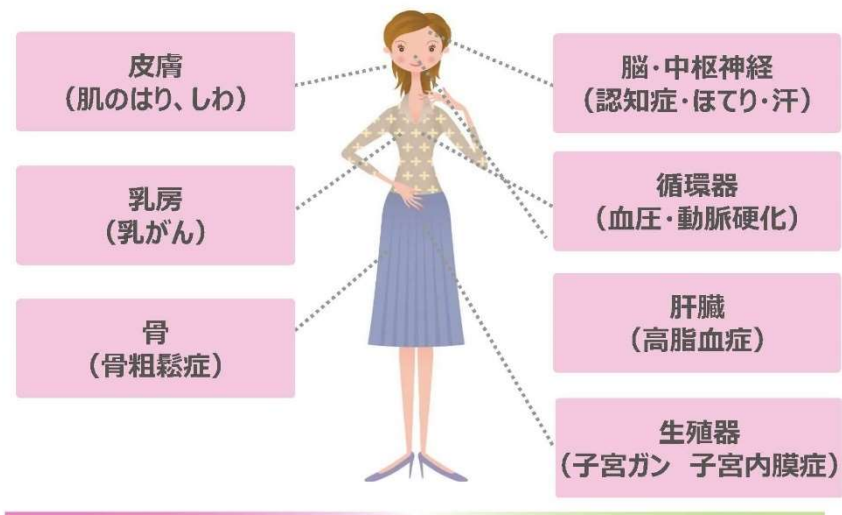 皮膚
（肌のはり、しわ）
乳房
（乳がん）
骨
（骨粗鬆症）
脳・中枢神経
（認知症・ほてり・汗）
循環器
（血圧・動脈硬化）
肝臓
（高脂血症）
生殖器
（子宮ガン　子宮内膜症）